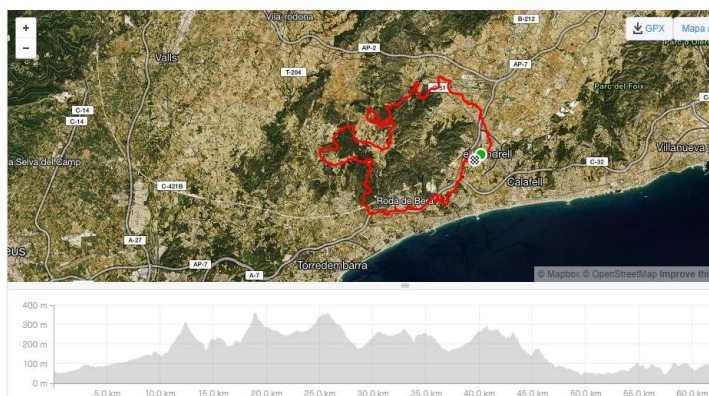 Vila-rodona
B-212
+
GPX
Mapa s
-
AP-2
Valls
AP-7
T-204
Parc del Foix
C-14
C-14
Villanueva
a Selva del Camp
C-32
Calafell
C-421B
Roda de Berà
A-27
AP-7
Torredembarra
A-7
© Mapbox © OpenStreetMap Improve thi
400 m
300 m
200 m
100 m
0 m
5.0 km 10.0 km 15.0 km 20.0 km 25.0 km 30.0 km 35.0 km 40.0 km 45.0 km 50.0 km 55.0 km 60.0 km